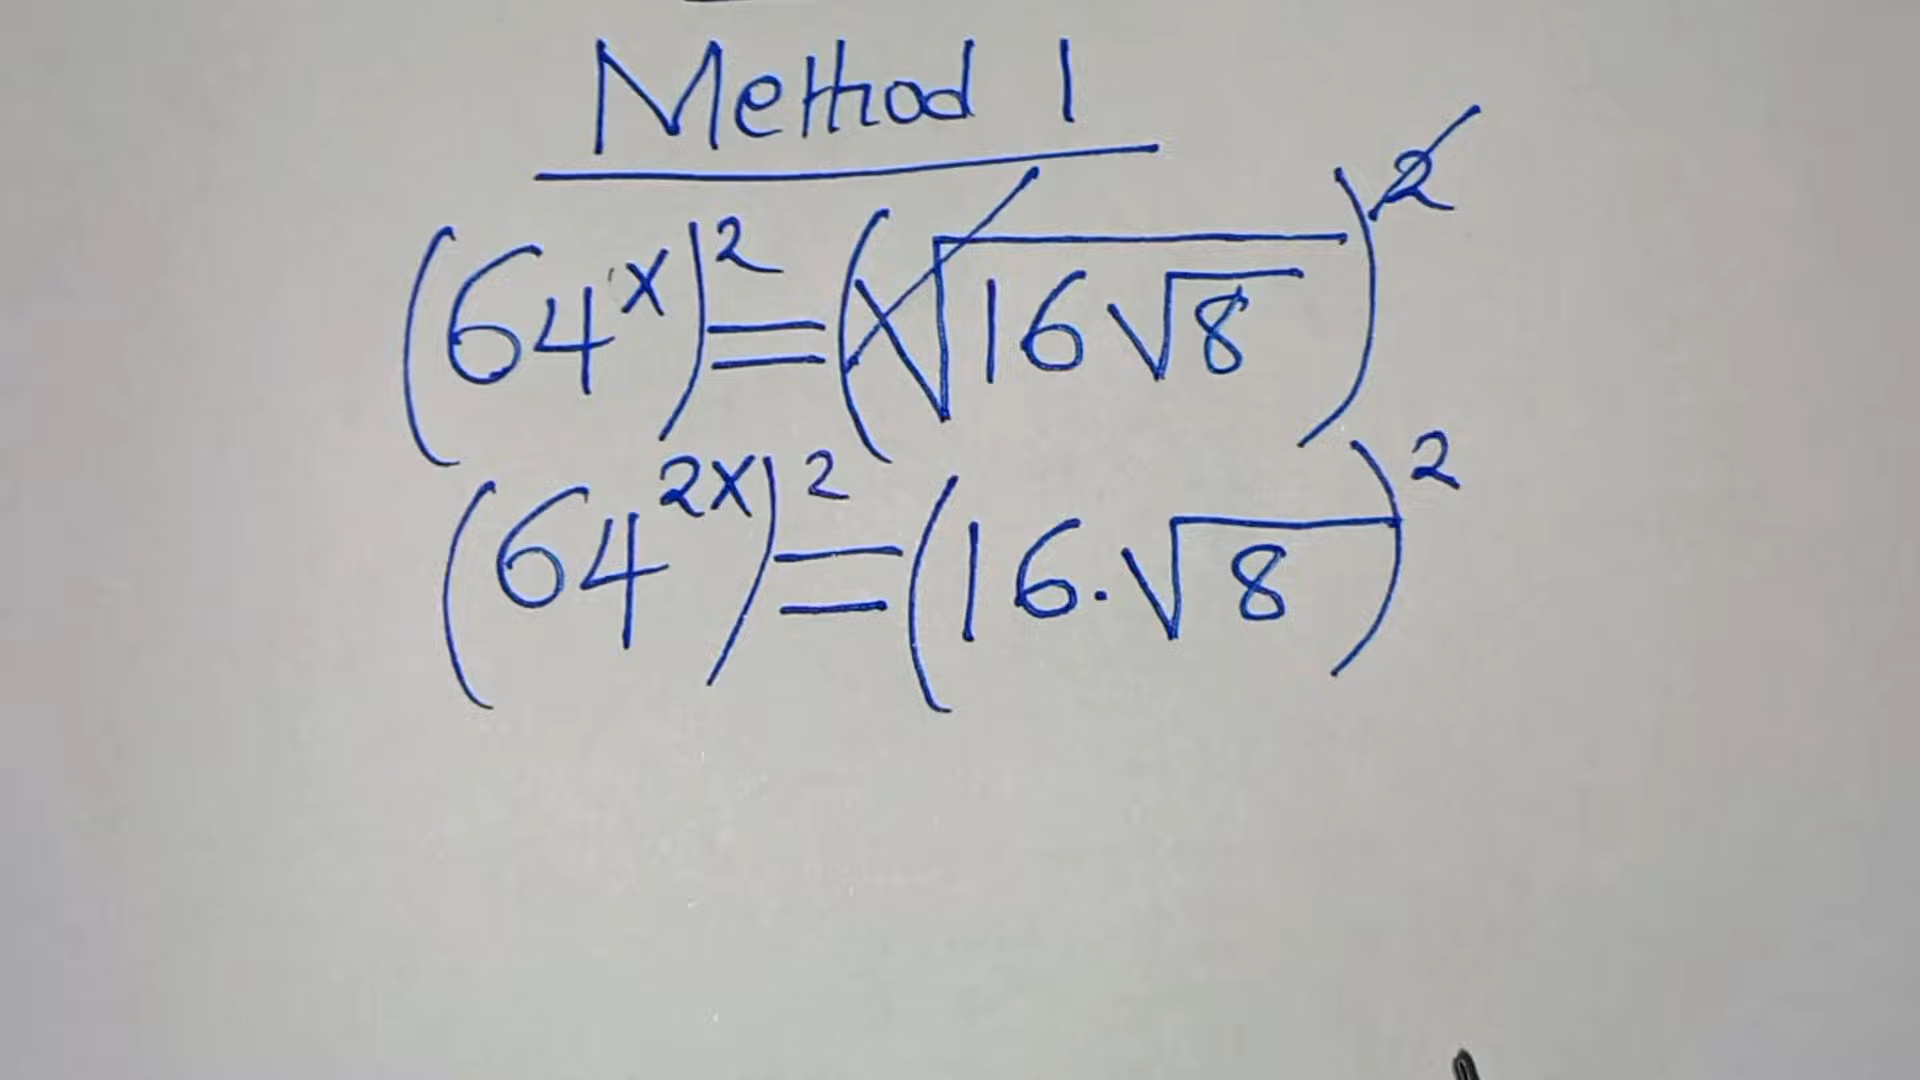 Method 1
(64^x)^2 = (√(16√8))^2
(64^2x)^2 = (16.√8)^2